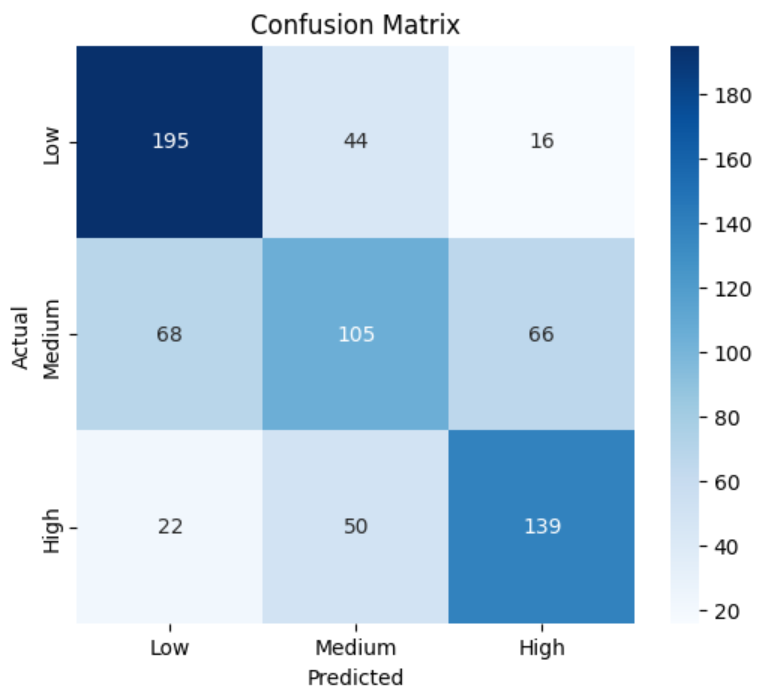 Confusion Matrix
Low 195 44 16
Medium 68 105 66
High 22 50 139
Actual
Low Medium High
Predicted
180
160
140
120
100
80
60
40
20